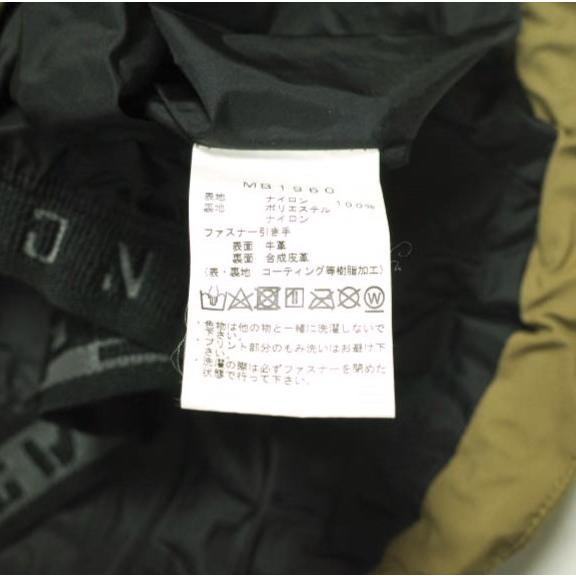 MB1960
表地 ナイロン 100%
裏地 ポリエステル
ナイロン
ファスナー引き手
表面 牛革
裏面 合成皮革
(表・裏地 コーティング等樹脂加工)
W
・色物は他の物と一緒に洗濯しないで
下さい。
・プリント部分のもみ洗いはお避け下
さい。
・洗濯の際は必ずファスナーを閉めた
状態で行って下さい。